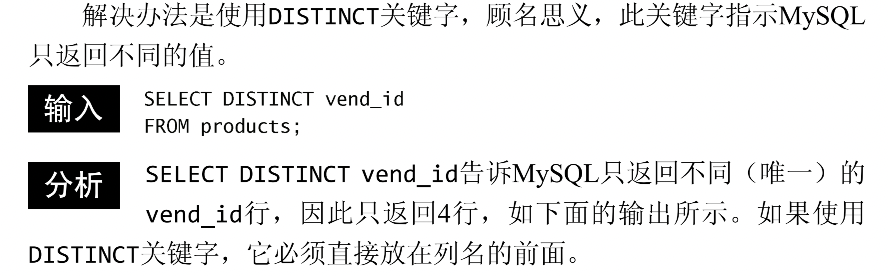 解决办法是使用DISTINCT关键字，顾名思义，此关键字指示MySQL
只返回不同的值。
输入
SELECT DISTINCT vend_id
FROM products;
分析
SELECT DISTINCT vend_id告诉MySQL只返回不同（唯一）的
vend_id行，因此只返回4行，如下面的输出所示。如果使用
DISTINCT关键字，它必须直接放在列名的前面。